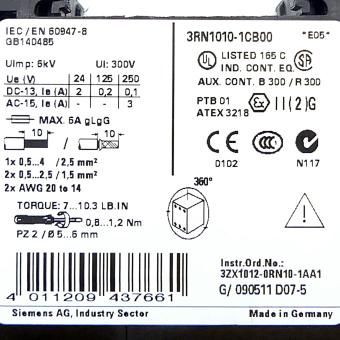 IEC / EN 60947-8
GB140485
3RN1010-1CB00 "E05"
UImp: 6kV UI: 300V
Ue (V) 24 125 250
DC-13, Ie (A) 2 0,2 0,1
AC-15, Ie (A) - - 3
MAX. 6A gLgG
UL LISTED 165 C
IND. CONT. EQ.
AUX. CONT. B 300 / R 300
PTB 01
ATEX 3218
Ex II (2) G
10 10
1x 0,5...4 / 2,5 mm²
2x 0,5...2,5 / 1,5 mm²
2x AWG 20 to 14
CE CCC
0102 N117
TORQUE: 7...10.3 LB.IN
0,8...1,2 Nm
PZ 2 / Ø 5...6 mm
360°
Instr.Ord.No.:
3ZX1012-0RN10-1AA1
G/ 090511 D07-5
4 011209 437661
Siemens AG, Industry Sector
Made in Germany